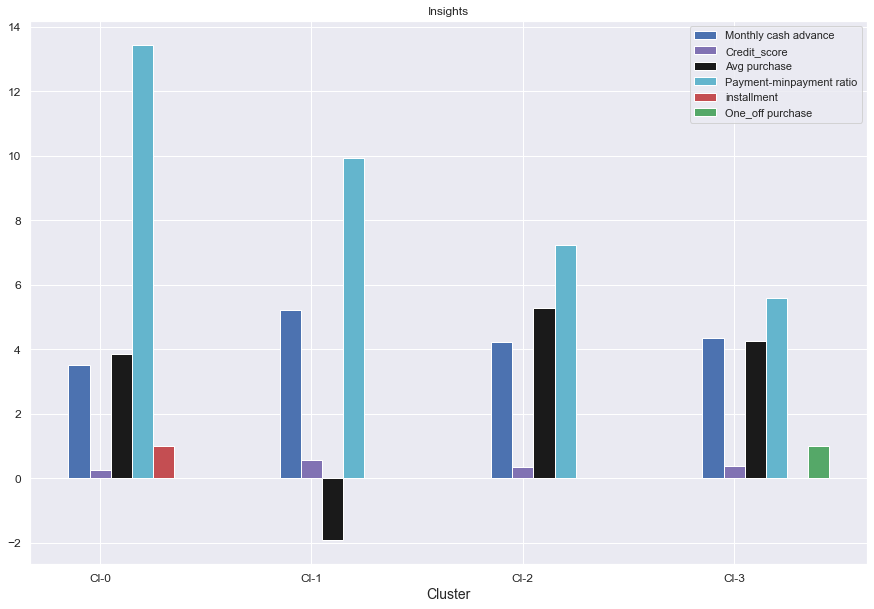 Insights
14
12
10
8
6
4
2
0
−2
Monthly cash advance
Credit_score
Avg purchase
Payment-minpayment ratio
installment
One_off purchase
Cl-0 Cl-1 Cl-2 Cl-3
Cluster